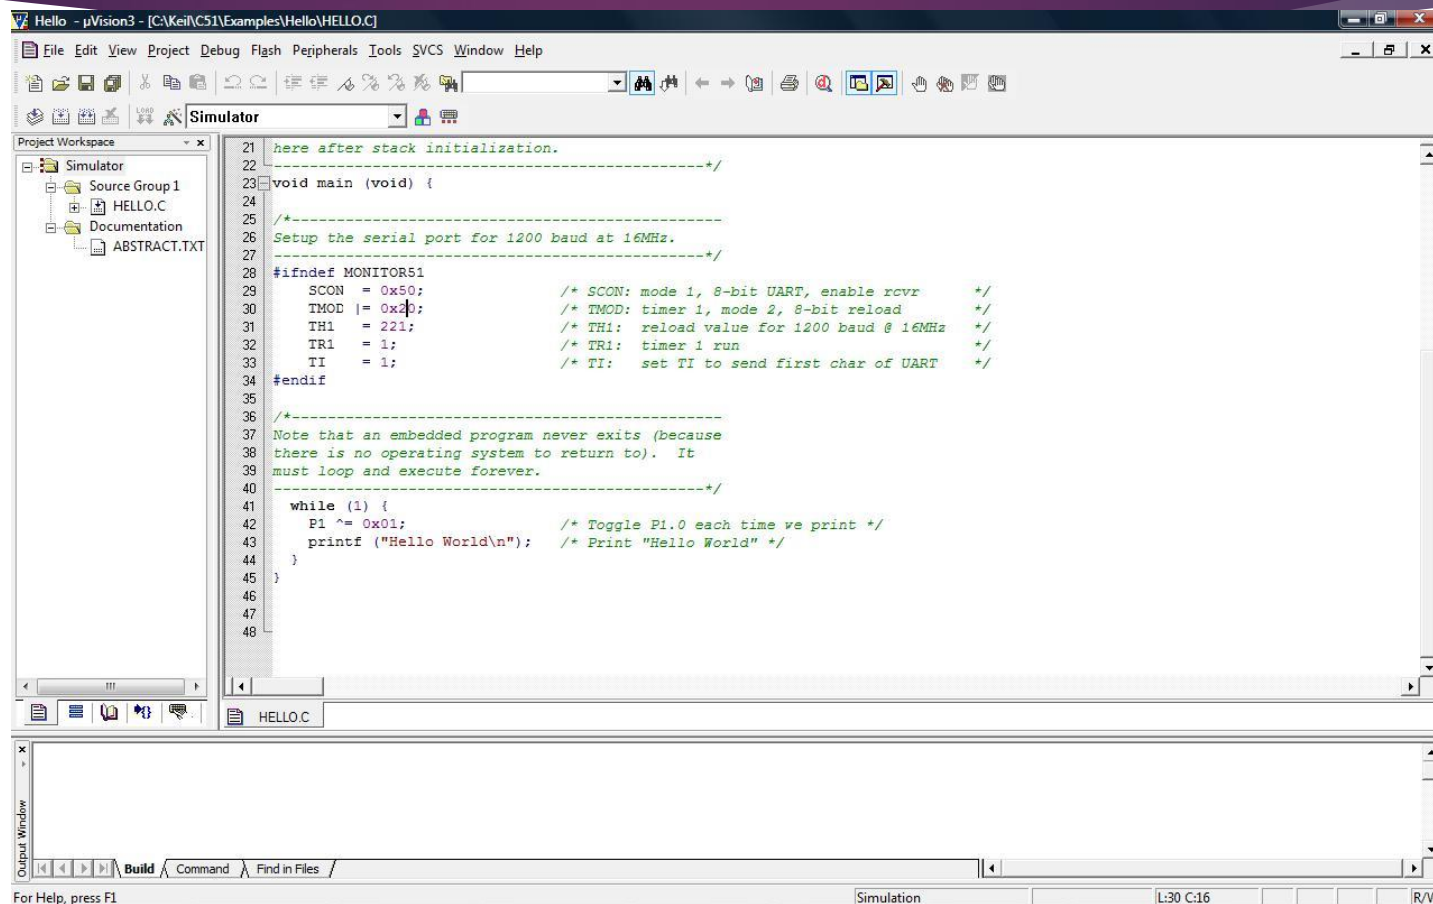 Hello - µVision3 - [C:\Keil\C51\Examples\Hello\HELLO.C]
File Edit View Project Debug Flash Peripherals Tools SVCS Window Help
LOAD Simulator
Project Workspace
Simulator
Source Group 1
HELLO.C
Documentation
ABSTRACT.TXT
21 here after stack initialization.
22 -------------------------------------------------*/
23 void main (void) {
24
25 /*-------------------------------------------------
26 Setup the serial port for 1200 baud at 16MHz.
27 -------------------------------------------------*/
28 #ifndef MONITOR51
29     SCON  = 0x50;                /* SCON: mode 1, 8-bit UART, enable rcvr      */
30     TMOD |= 0x20;                /* TMOD: timer 1, mode 2, 8-bit reload        */
31     TH1   = 221;                 /* TH1:  reload value for 1200 baud @ 16MHz   */
32     TR1   = 1;                   /* TR1:  timer 1 run                          */
33     TI    = 1;                   /* TI:   set TI to send first char of UART    */
34 #endif
35
36 /*-------------------------------------------------
37 Note that an embedded program never exits (because
38 there is no operating system to return to).  It
39 must loop and execute forever.
40 -------------------------------------------------*/
41   while (1) {
42     P1 ^= 0x01;                  /* Toggle P1.0 each time we print */
43     printf ("Hello World\n");   /* Print "Hello World" */
44   }
45 }
46
47
48
HELLO.C
Output Window
Build Command Find in Files
For Help, press F1 Simulation L:30 C:16 R/W